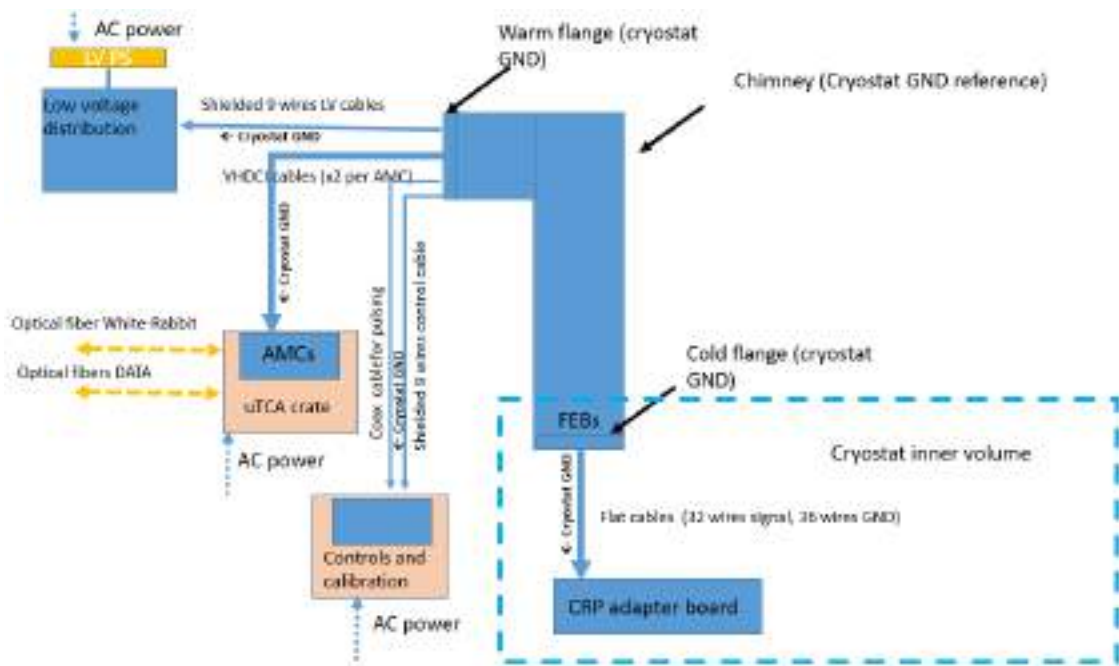 AC power
Warm flange (cryostat
GND)
LV PS
Chimney (Cryostat GND reference)
Low voltage
distribution
Shielded 9 wires LV cables
<- Cryostat GND
VHDCI cables (x2 per AMC)
<- Cryostat GND
Coax cable for pulsing
<- Cryostat GND
Shielded 9 wires control cable
Optical fiber White-Rabbit
Optical fibers DATA
AMCs
uTCA crate
AC power
Cold flange (cryostat
GND)
FEBs
Cryostat inner volume
<- Cryostat GND
Flat cables (32 wires signal, 36 wires GND)
Controls and
calibration
CRP adapter board
AC power